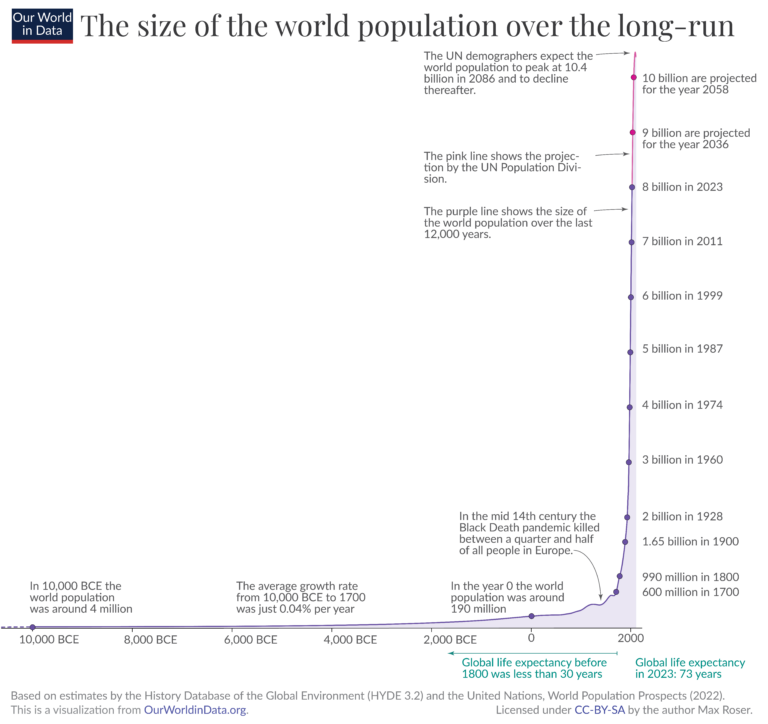 Our World
in Data
The size of the world population over the long-run
The UN demographers expect the
world population to peak at 10.4
billion in 2086 and to decline
thereafter.
10 billion are projected
for the year 2058
9 billion are projected
for the year 2036
The pink line shows the projec-
tion by the UN Population Divi-
sion.
8 billion in 2023
The purple line shows the size of
the world population over the last
12,000 years.
7 billion in 2011
6 billion in 1999
5 billion in 1987
4 billion in 1974
3 billion in 1960
In the mid 14th century the
Black Death pandemic killed
between a quarter and half
of all people in Europe.
2 billion in 1928
1.65 billion in 1900
990 million in 1800
600 million in 1700
In 10,000 BCE the
world population
was around 4 million
The average growth rate
from 10,000 BCE to 1700
was just 0.04% per year
In the year 0 the world
population was around
190 million
10,000 BCE
8,000 BCE
6,000 BCE
4,000 BCE
2,000 BCE
0
2000
Global life expectancy before
1800 was less than 30 years
Global life expectancy
in 2023: 73 years
Based on estimates by the History Database of the Global Environment (HYDE 3.2) and the United Nations, World Population Prospects (2022).
This is a visualization from OurWorldinData.org.
Licensed under CC-BY-SA by the author Max Roser.